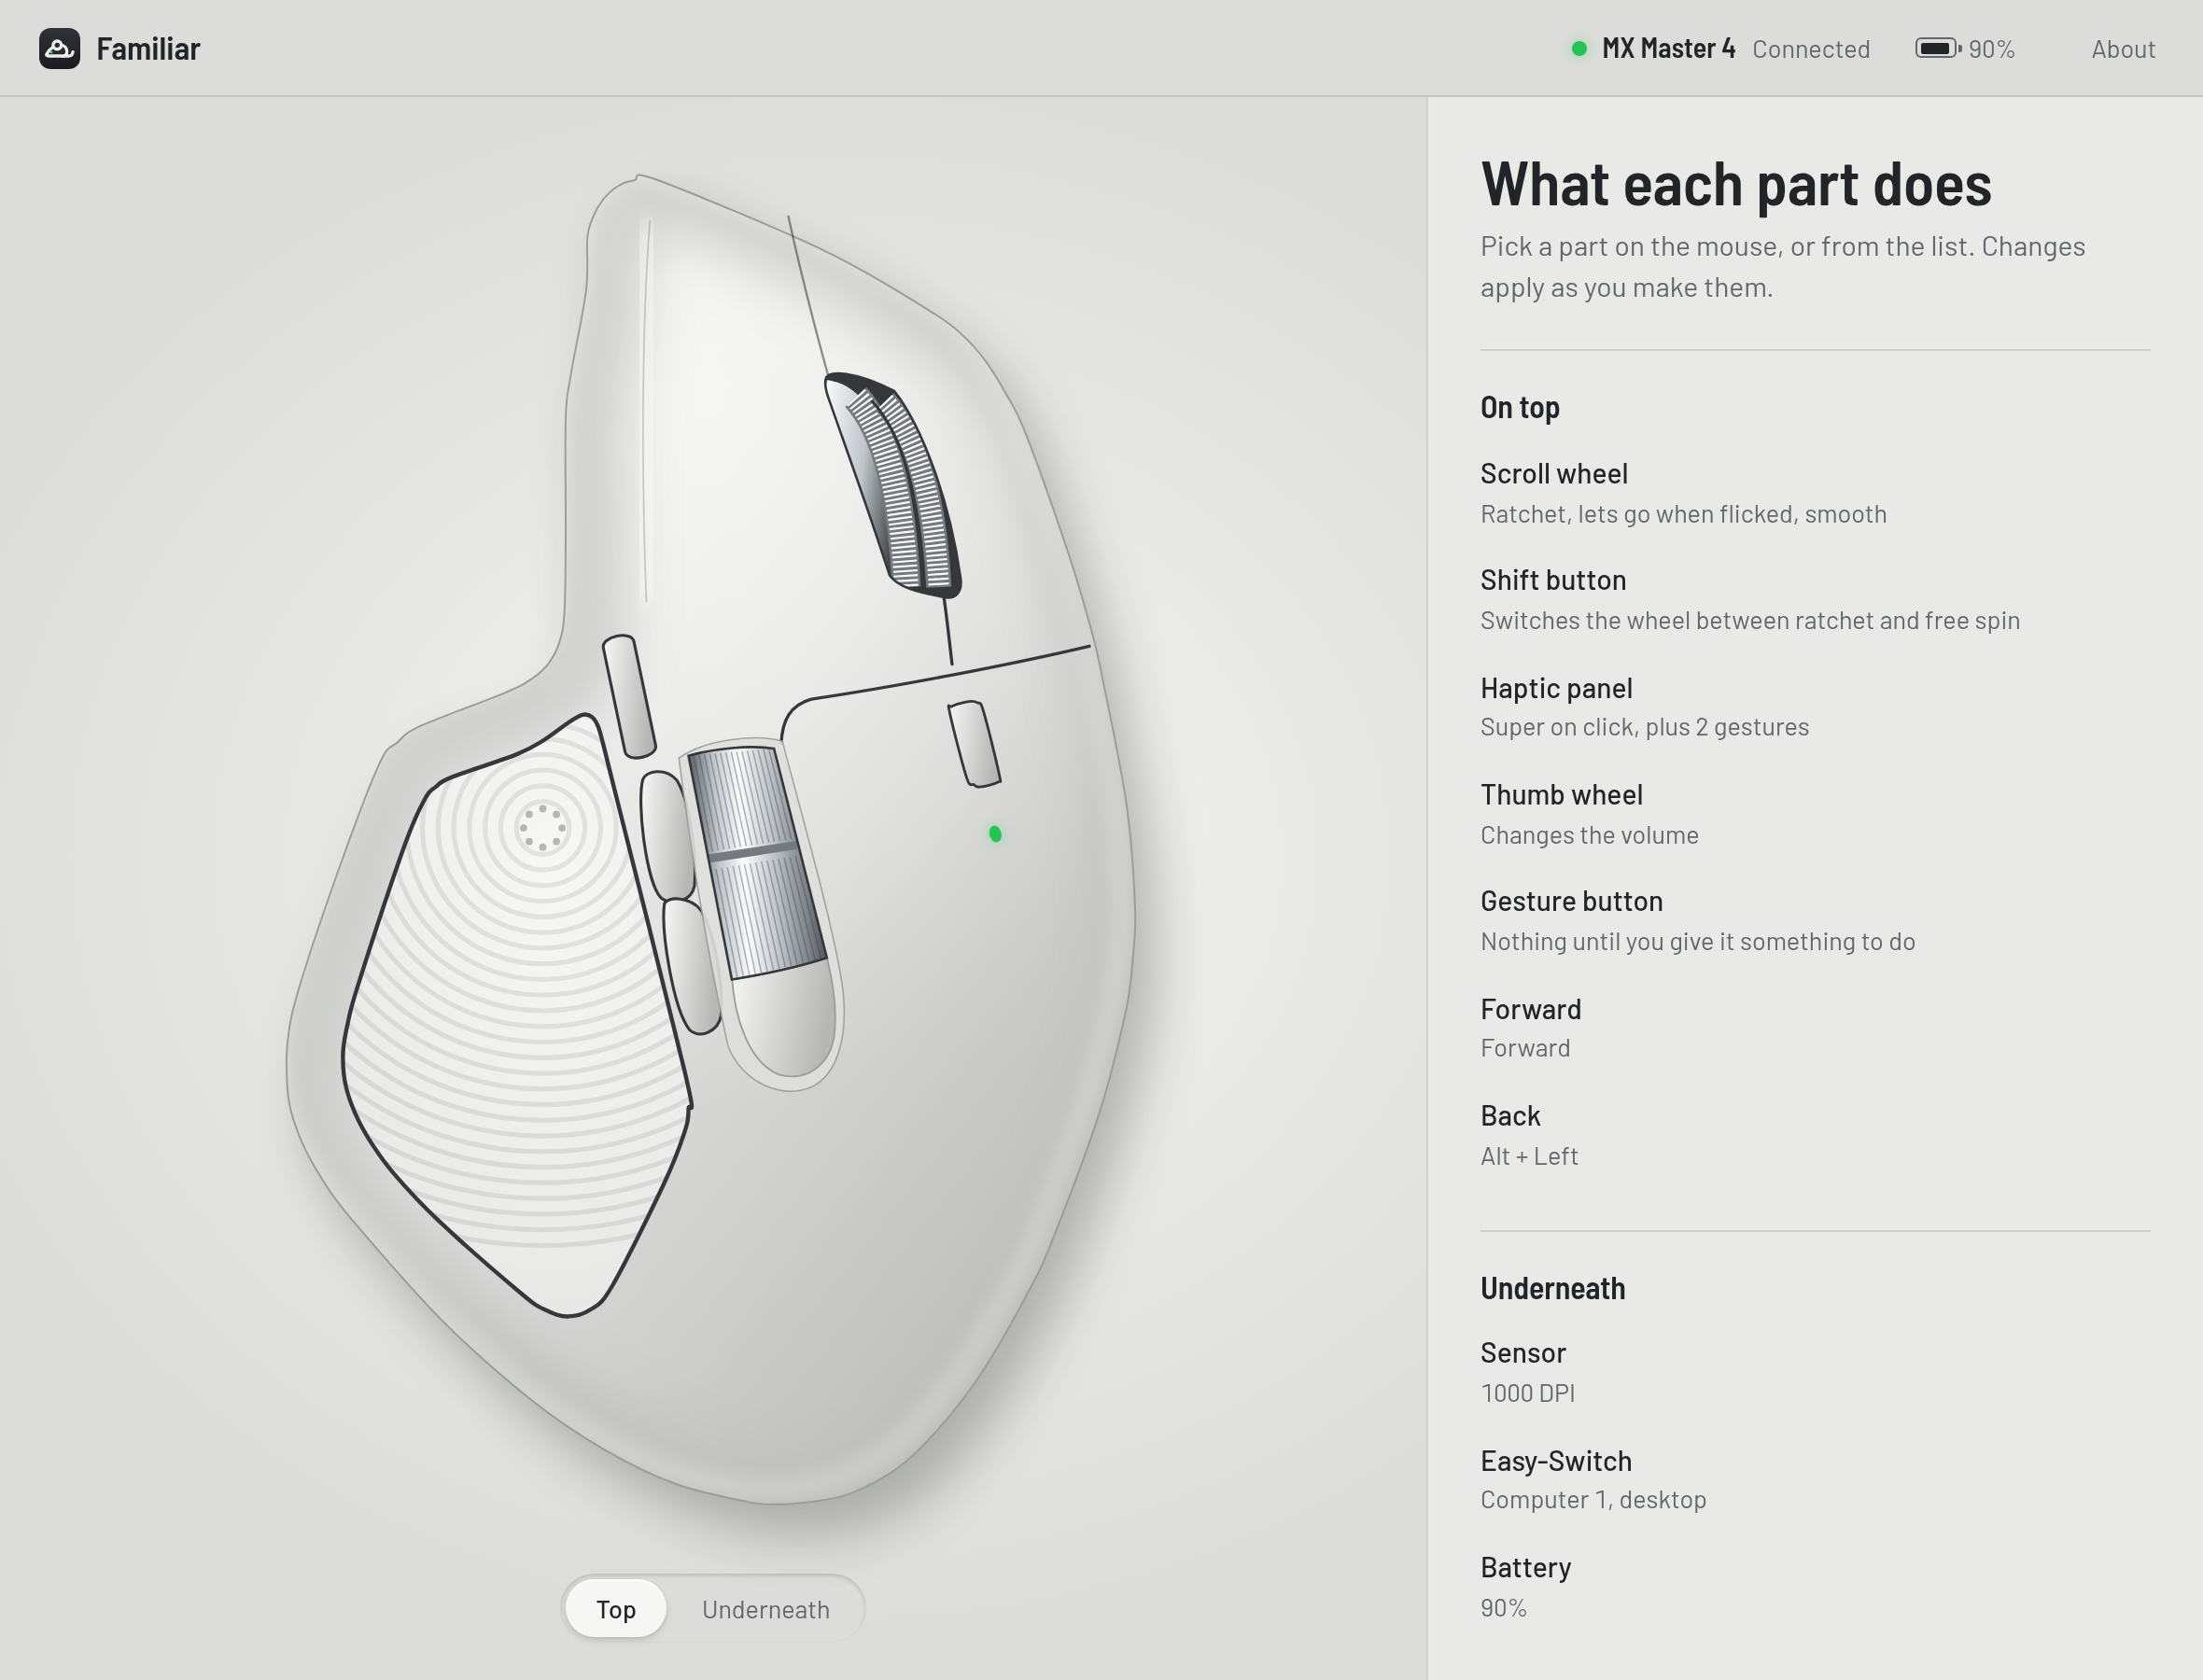 Familiar
MX Master 4 Connected 90% About
What each part does
Pick a part on the mouse, or from the list. Changes
apply as you make them.
On top
Scroll wheel
Ratchet, lets go when flicked, smooth
Shift button
Switches the wheel between ratchet and free spin
Haptic panel
Super on click, plus 2 gestures
Thumb wheel
Changes the volume
Gesture button
Nothing until you give it something to do
Forward
Forward
Back
Alt + Left
Underneath
Sensor
1000 DPI
Easy-Switch
Computer 1, desktop
Battery
90%
Top Underneath